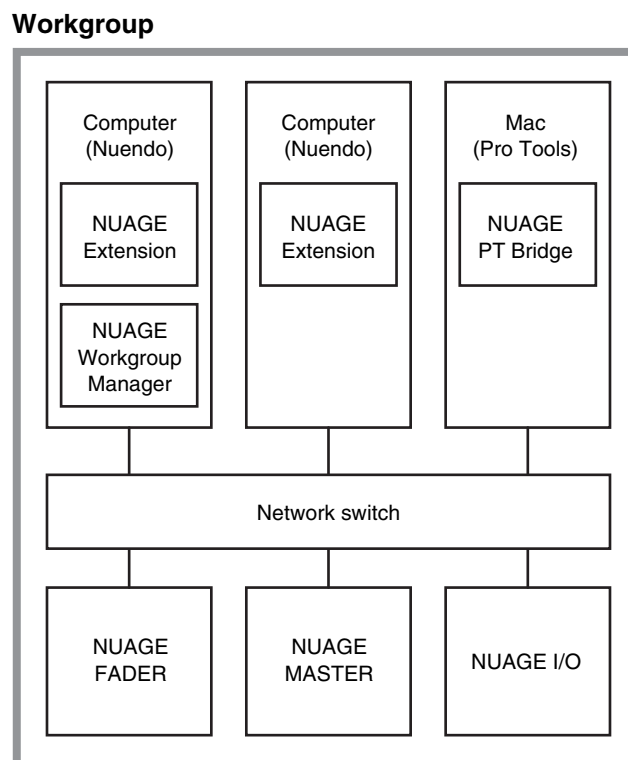 Workgroup
Computer
(Nuendo)
NUAGE
Extension
NUAGE
Workgroup
Manager
Computer
(Nuendo)
NUAGE
Extension
Mac
(Pro Tools)
NUAGE
PT Bridge
Network switch
NUAGE
FADER
NUAGE
MASTER
NUAGE I/O